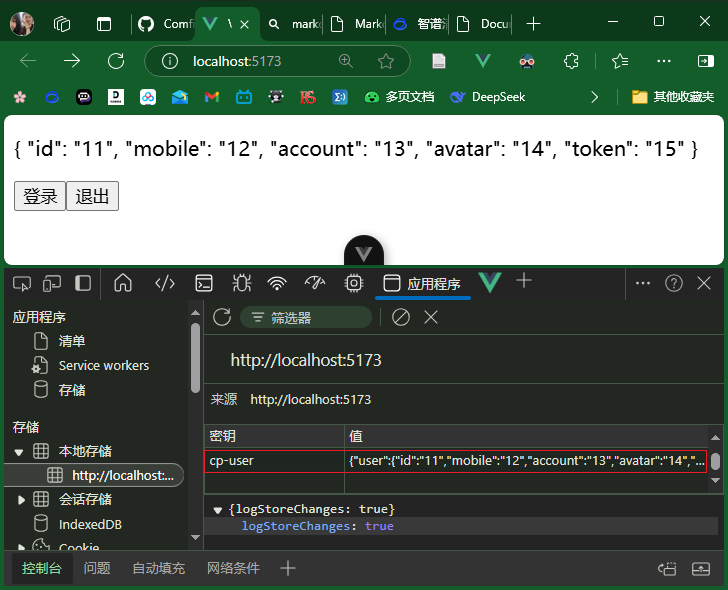 Comf
\
marko
Mark
智谱
Docu
localhost:5173
多页文档
DeepSeek
其他收藏夹
{ "id": "11", "mobile": "12", "account": "13", "avatar": "14", "token": "15" }
登录 退出
应用程序
应用程序
清单
Service workers
存储
存储
本地存储
http://localhost:...
会话存储
IndexedDB
Cookie
筛选器
http://localhost:5173
来源 http://localhost:5173
密钥 值
cp-user {"user":{"id":"11","mobile":"12","account":"13","avatar":"14","...
{logStoreChanges: true}
logStoreChanges: true
控制台 问题 自动填充 网络条件